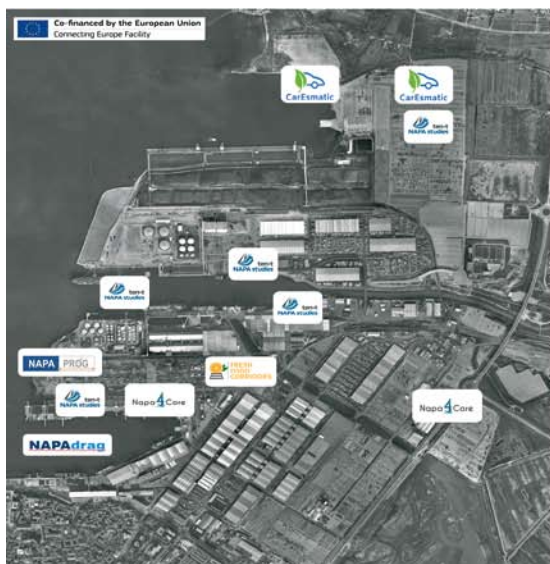 Co-financed by the European Union
Connecting Europe Facility
CarEsmatic
CarEsmatic
ten-t
NAPA studies
ten-t
NAPA studies
ten-t
NAPA studies
ten-t
NAPA studies
NAPA PROG
FRESH
FOOD
CORRIDORS
ten-t
NAPA studies
Napa4Core
Napa4Core
NAPAdrag